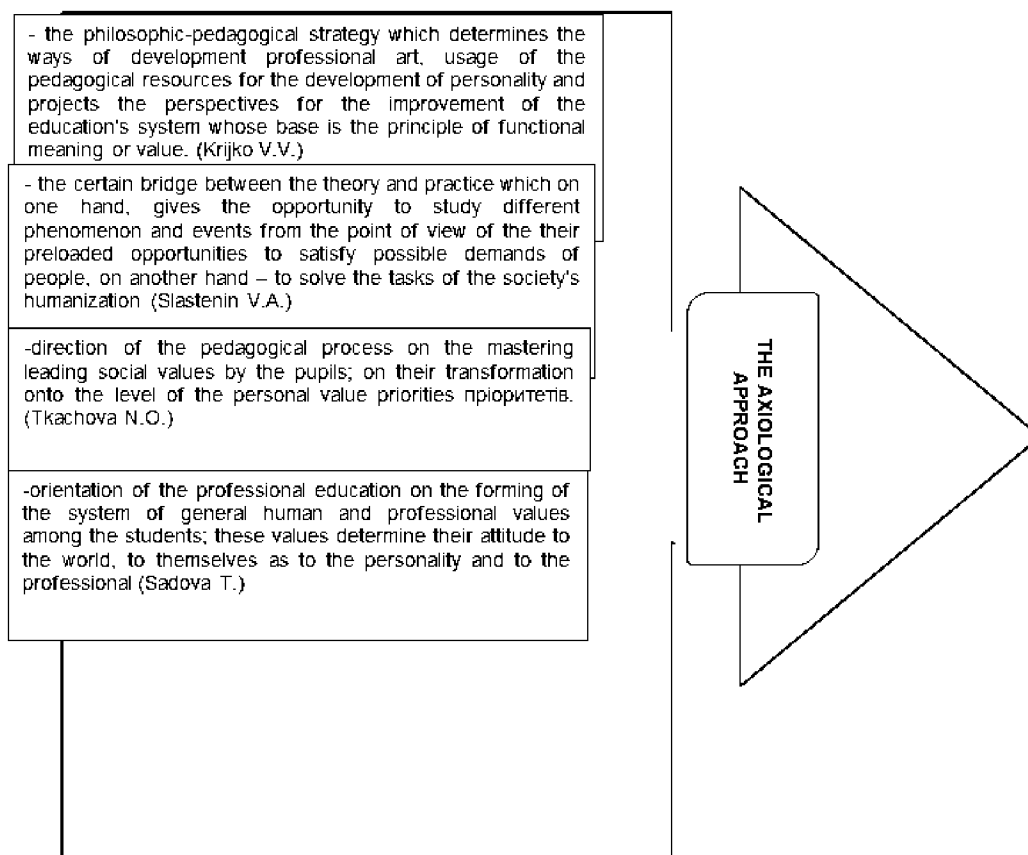 - the philosophic-pedagogical strategy which determines the
ways of development professional art, usage of the
pedagogical resources for the development of personality and
projects the perspectives for the improvement of the
education's system whose base is the principle of functional
meaning or value. (Krijko V.V.)
- the certain bridge between the theory and practice which on
one hand, gives the opportunity to study different
phenomenon and events from the point of view of the their
preloaded opportunities to satisfy possible demands of
people, on another hand – to solve the tasks of the society's
humanization (Slastenin V.A.)
-direction of the pedagogical process on the mastering
leading social values by the pupils; on their transformation
onto the level of the personal value priorities пріоритетів.
(Tkachova N.O.)
-orientation of the professional education on the forming of
the system of general human and professional values
among the students; these values determine their attitude to
the world, to themselves as to the personality and to the
professional (Sadova T.)
THE AXIOLOGICAL
APPROACH